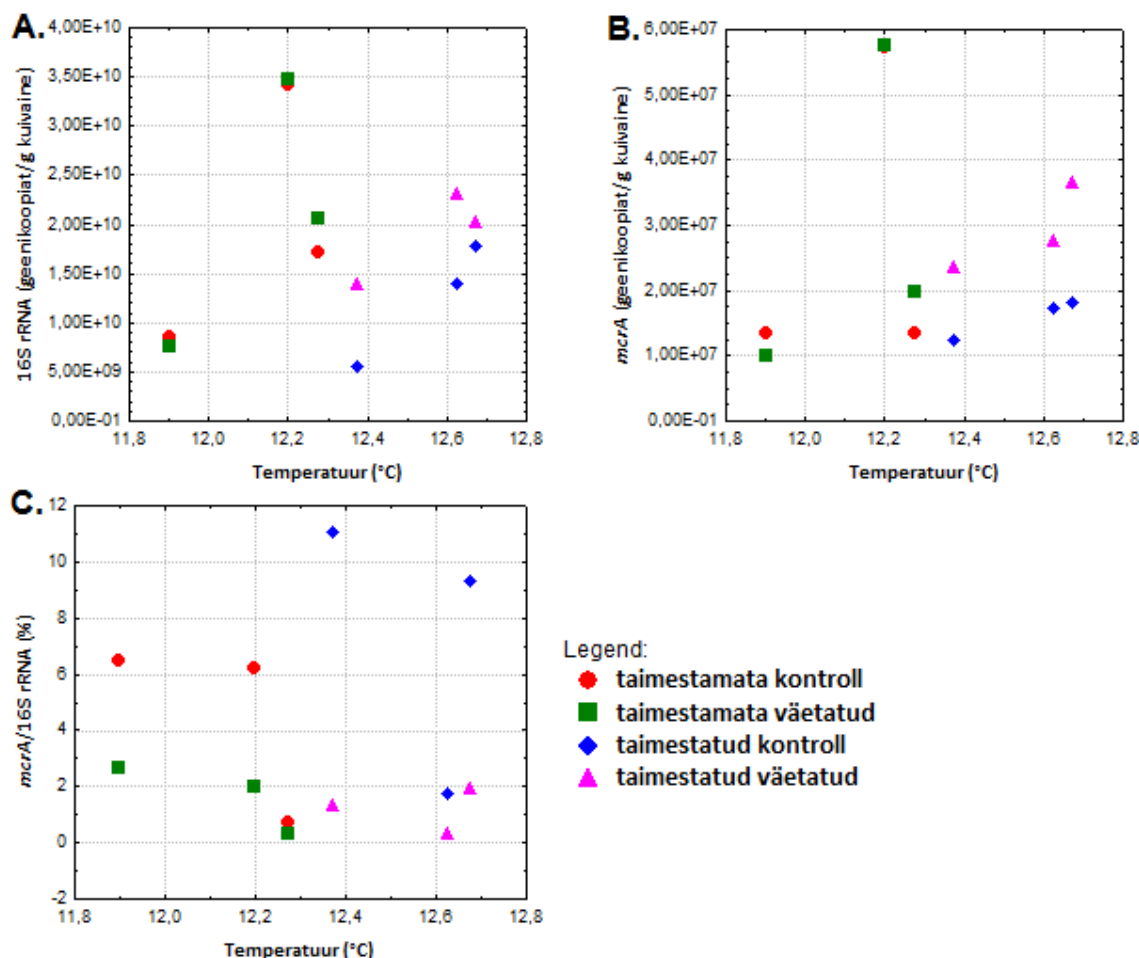 A.
16S rRNA (geenikoopiat/g kuivaine)
4,00E+10
3,50E+10
3,00E+10
2,50E+10
2,00E+10
1,50E+10
1,00E+10
5,00E+09
0,00E-01
11,8 12,0 12,2 12,4 12,6 12,8
Temperatuur (°C)
B.
mcrA (geenikoopiat/g kuivaine)
6,00E+07
5,00E+07
4,00E+07
3,00E+07
2,00E+07
1,00E+07
0,00E-01
11,8 12,0 12,2 12,4 12,6 12,8
Temperatuur (°C)
C.
mcrA/16S rRNA (%)
12
10
8
6
4
2
0
-2
11,8 12,0 12,2 12,4 12,6 12,8
Temperatuur (°C)
Legend:
taimestamata kontroll
taimestamata väetatud
taimestatud kontroll
taimestatud väetatud